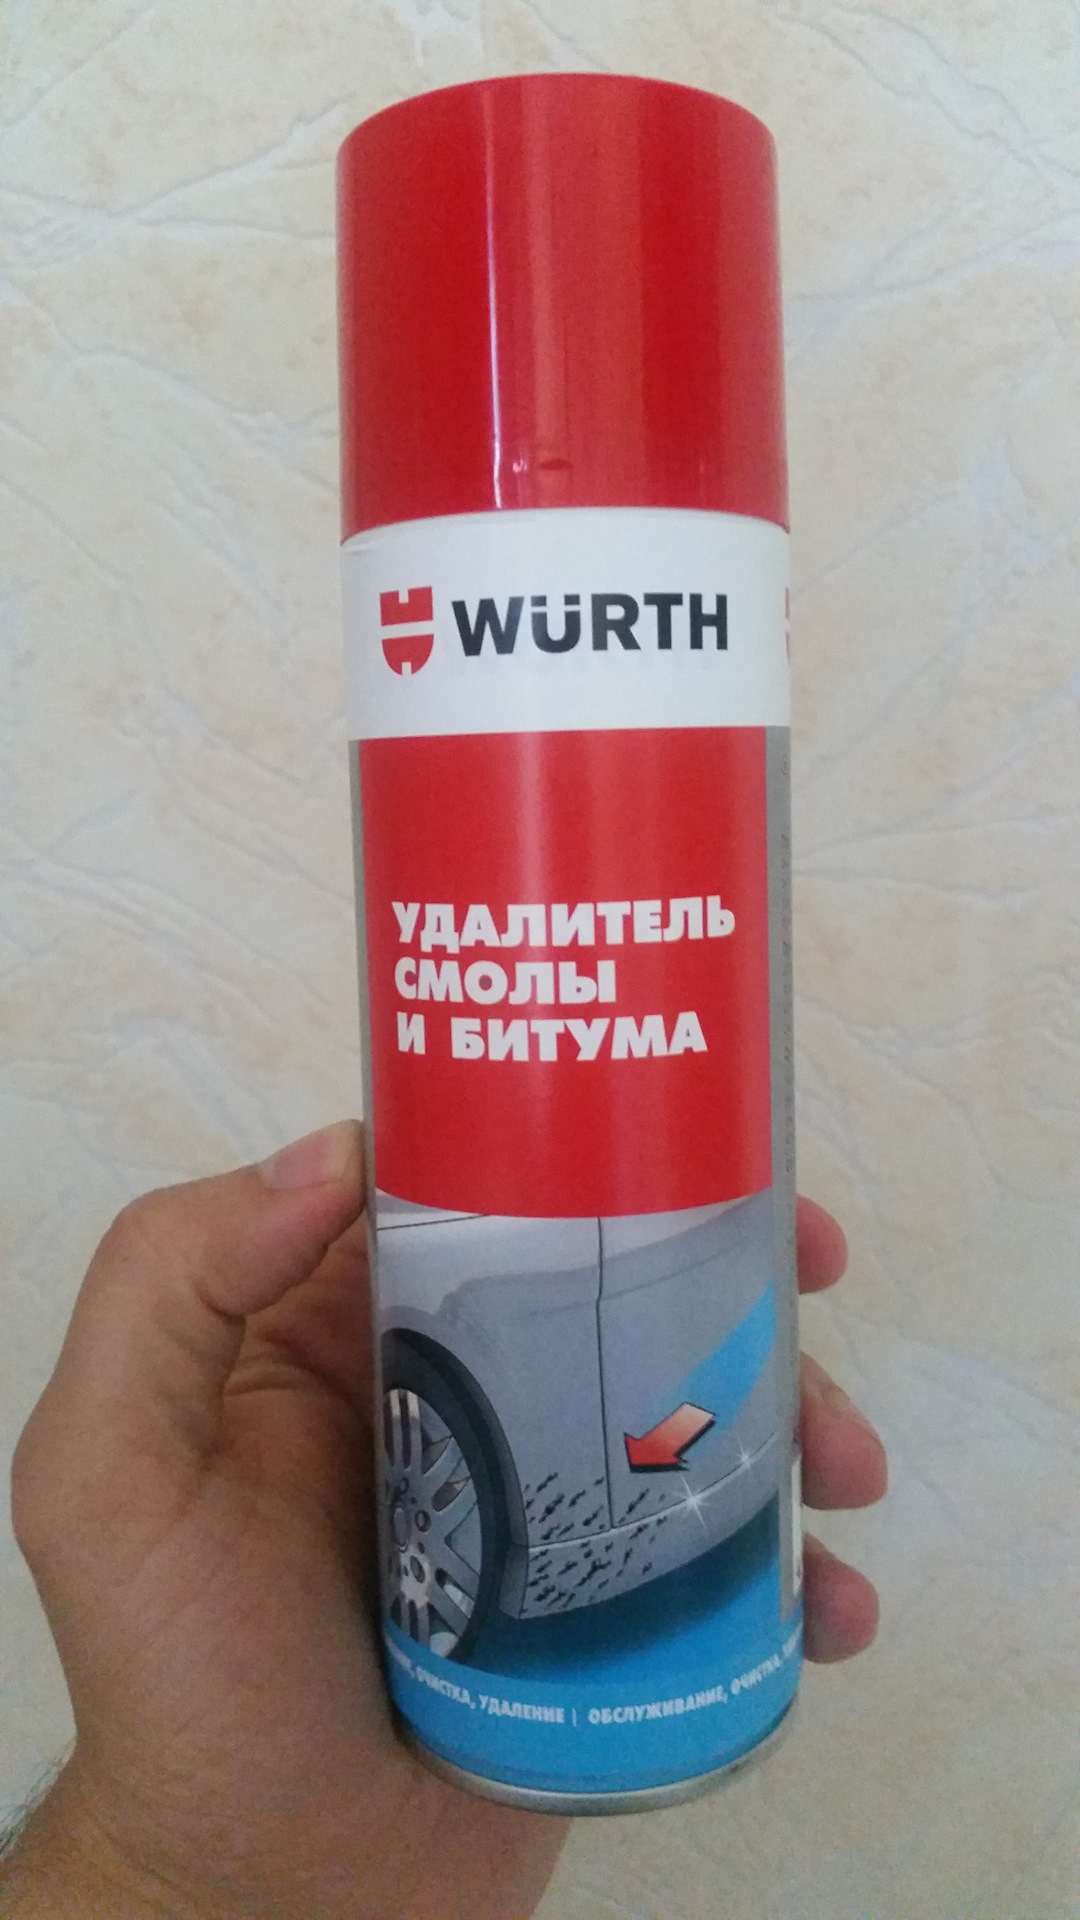 WÜRTH
УДАЛИТЕЛЬ
СМОЛЫ
И БИТУМА
ОЧИСТКА, УДАЛЕНИЕ | ОБСЛУЖИВАНИЕ, ОЧИСТКА,